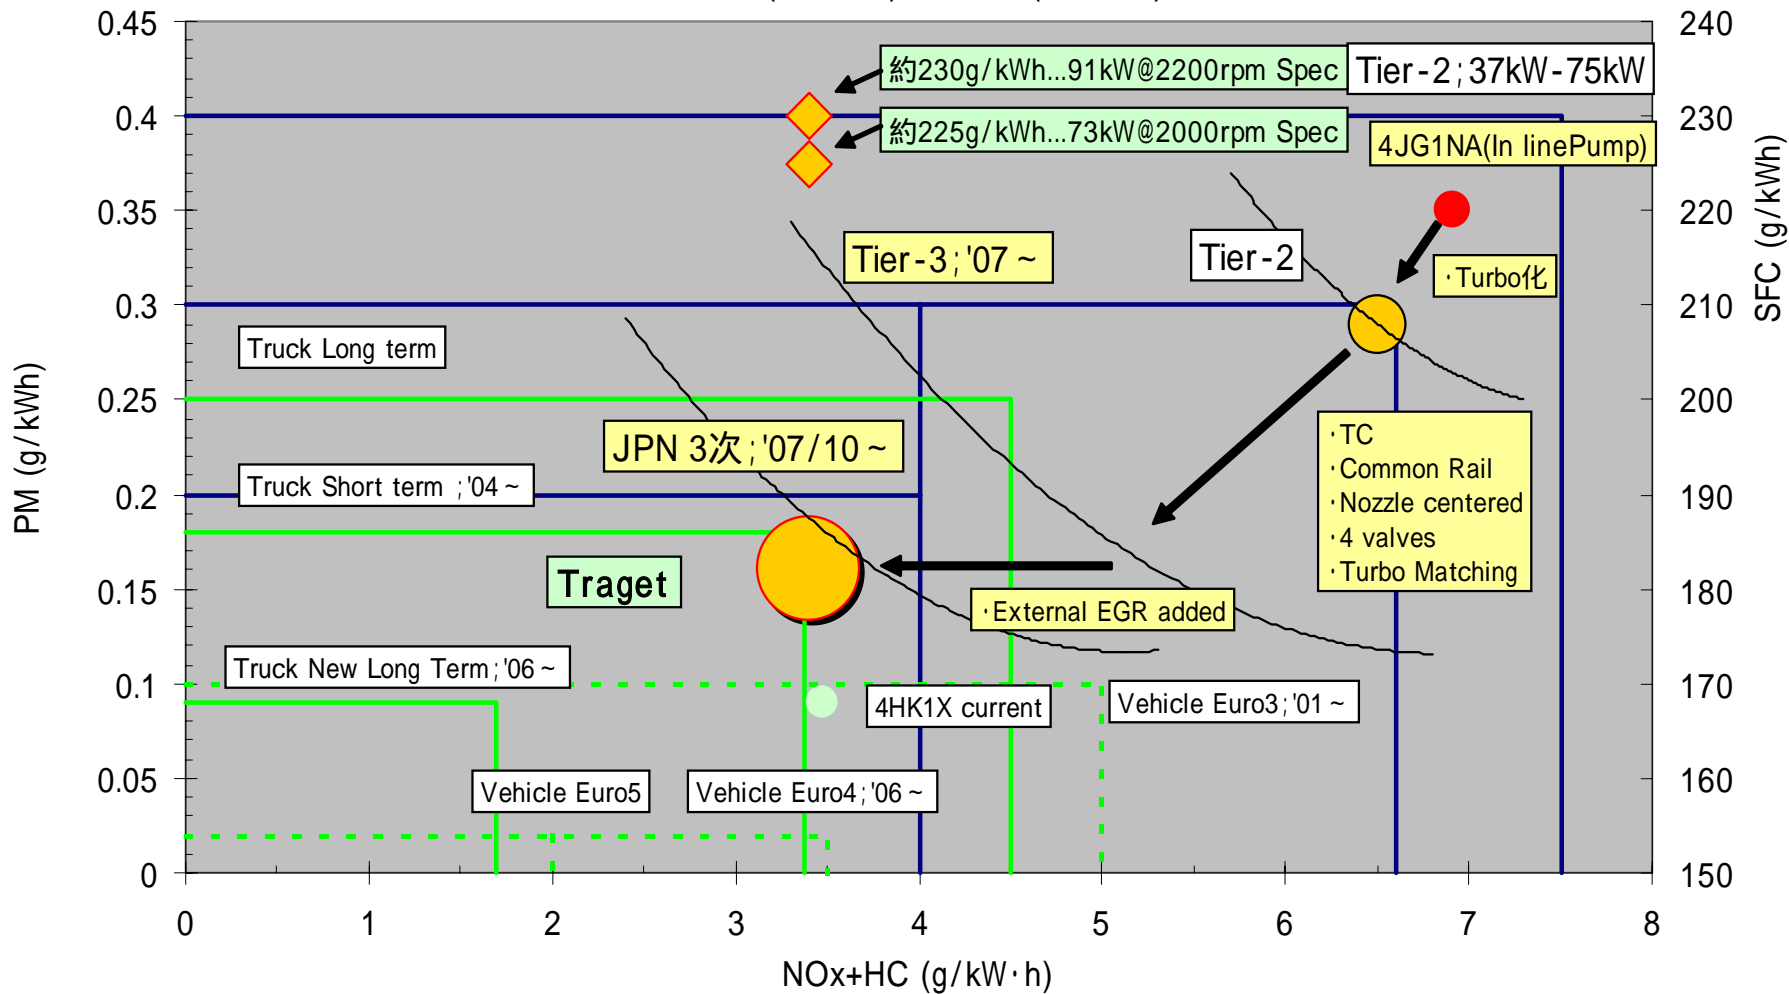 0.45
0.4
0.35
0.3
0.25
0.2
0.15
0.1
0.05
0
PM (g/kWh)
240
230
220
210
200
190
180
170
160
150
SFC (g/kWh)
約230g/kWh...91kW@2200rpm Spec
Tier-2;37kW-75kW
約225g/kWh...73kW@2000rpm Spec
4JG1NA(In linePump)
Tier-3;'07～
Tier-2
・Turbo化
Truck Long term
JPN 3次;'07/10～
・TC
・Common Rail
・Nozzle centered
・4 valves
・Turbo Matching
Truck Short term ;'04～
Traget
・External EGR added
Truck New Long Term;'06～
4HK1X current
Vehicle Euro3;'01～
Vehicle Euro5
Vehicle Euro4;'06～
0 1 2 3 4 5 6 7 8
NOx+HC (g/kW・h)